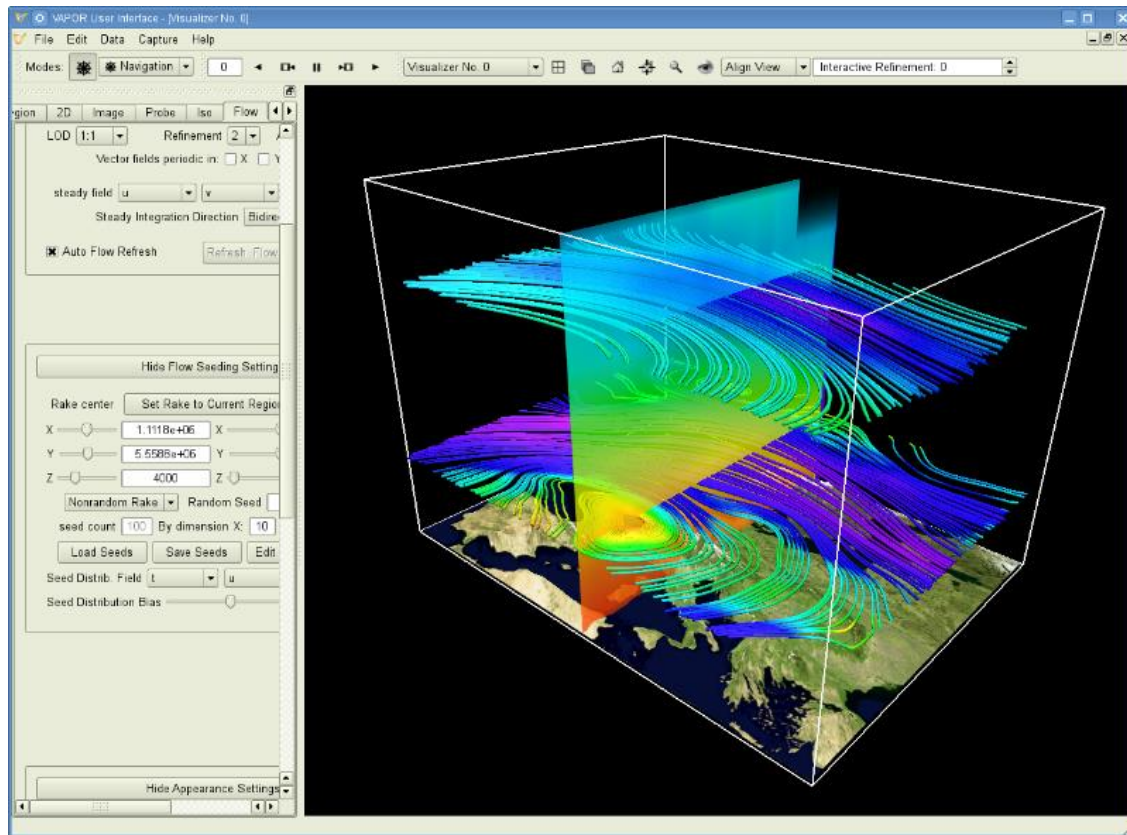 VAPOR User Interface - [Visualizer No. 0]
File Edit Data Capture Help
Modes: Navigation 0 Visualizer No. 0 Align View Interactive Refinement: 0
gion 2D Image Probe Iso Flow
LOD 1:1 Refinement 2
Vector fields periodic in: X Y
steady field u v
Steady Integration Direction Bidire
Auto Flow Refresh Refresh Flow
Hide Flow Seeding Setting
Rake center Set Rake to Current Region
X 1.1118e+06 X
Y 5.5586e+06 Y
Z 4000 Z
Nonrandom Rake Random Seed
seed count 100 By dimension X: 10
Load Seeds Save Seeds Edit
Seed Distrib. Field t u
Seed Distribution Bias
Hide Appearance Settings